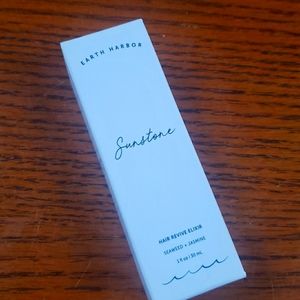 EARTH HARBOR
Sunstone
HAIR REVIVE ELIXIR
SEAWEED + JASMINE
1 fl oz | 30 mL